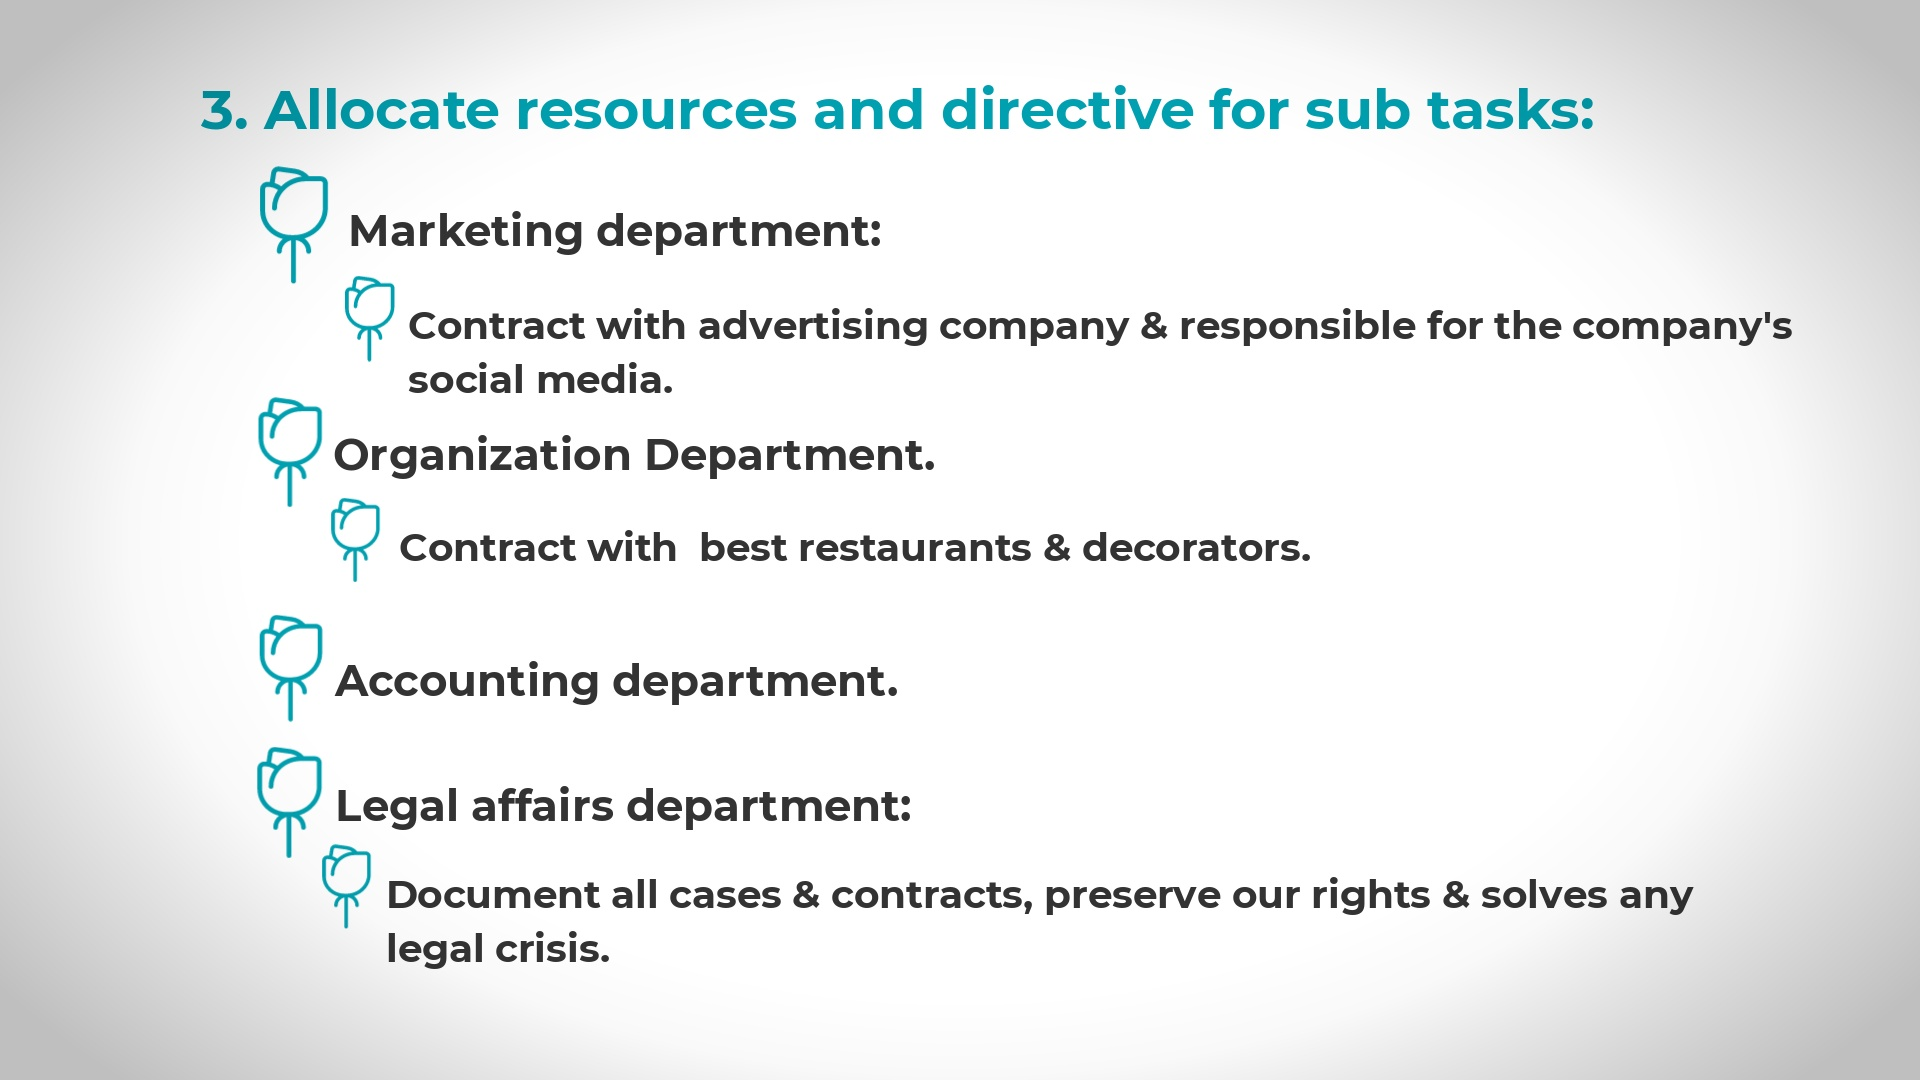 3. Allocate resources and directive for sub tasks:
Marketing department:
Contract with advertising company & responsible for the company's
social media.
Organization Department.
Contract with  best restaurants & decorators.
Accounting department.
Legal affairs department:
Document all cases & contracts, preserve our rights & solves any
legal crisis.